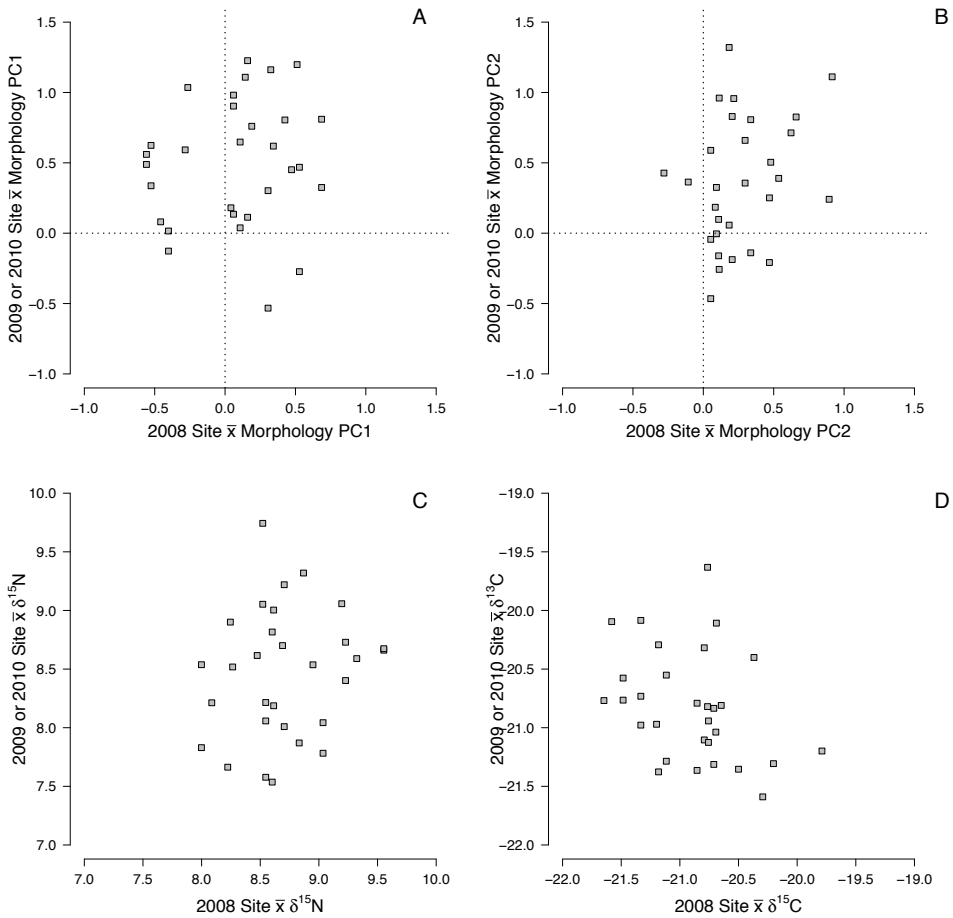 A
1.5
1.0
0.5
0.0
−0.5
−1.0
−1.0 −0.5 0.0 0.5 1.0 1.5
2009 or 2010 Site x̅ Morphology PC1
2008 Site x̅ Morphology PC1
B
1.5
1.0
0.5
0.0
−0.5
−1.0
−1.0 −0.5 0.0 0.5 1.0 1.5
2009 or 2010 Site x̅ Morphology PC2
2008 Site x̅ Morphology PC2
C
10.0
9.5
9.0
8.5
8.0
7.5
7.0
7.0 7.5 8.0 8.5 9.0 9.5 10.0
2009 or 2010 Site x̅ δ¹⁵N
2008 Site x̅ δ¹⁵N
D
−19.0
−19.5
−20.0
−20.5
−21.0
−21.5
−22.0
−22.0 −21.5 −21.0 −20.5 −20.0 −19.5 −19.0
2009 or 2010 Site x̅ δ¹³C
2008 Site x̅ δ¹⁵C